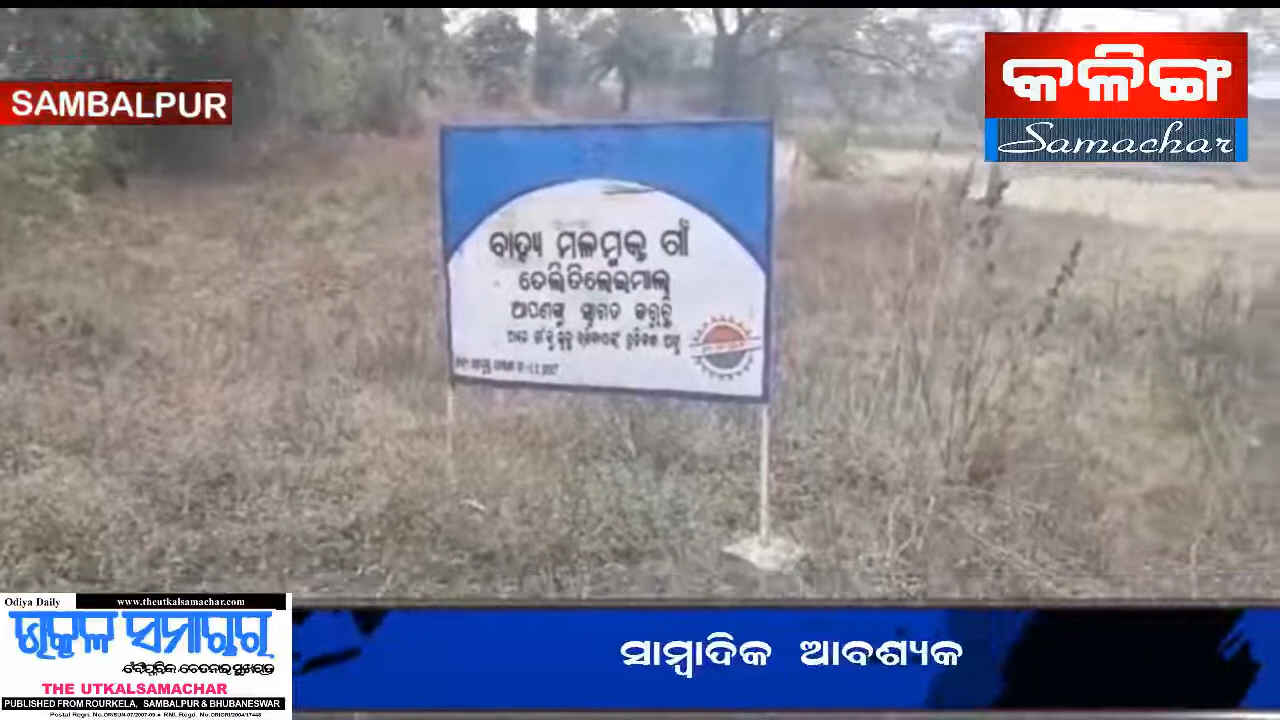 SAMBALPUR
କଳିଙ୍ଗ
Samachar
ବାହ୍ୟ ମଳମୁକ୍ତ ଗାଁ
ତେଲିତିଲେଇମାଲ୍
ଆପଣଙ୍କୁ ସ୍ୱାଗତ କରୁଛି
Odiya Daily
www.theutkalsamachar.com
ଉତ୍କଳ ସମାଚାର
THE UTKALSAMACHAR
PUBLISHED FROM ROURKELA, SAMBALPUR & BHUBANESWAR
ସାମ୍ବାଦିକ ଆବଶ୍ୟକ